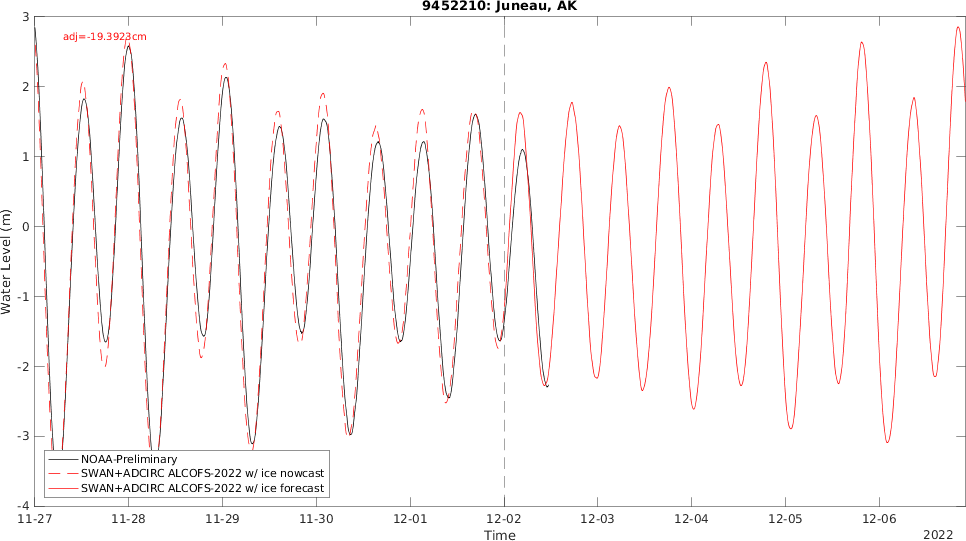 9452210: Juneau, AK
adj=-19.3923cm
3
2
1
0
-1
-2
-3
-4
Water Level (m)
NOAA-Preliminary
SWAN+ADCIRC ALCOFS-2022 w/ ice nowcast
SWAN+ADCIRC ALCOFS-2022 w/ ice forecast
11-27 11-28 11-29 11-30 12-01 12-02 12-03 12-04 12-05 12-06
Time
2022